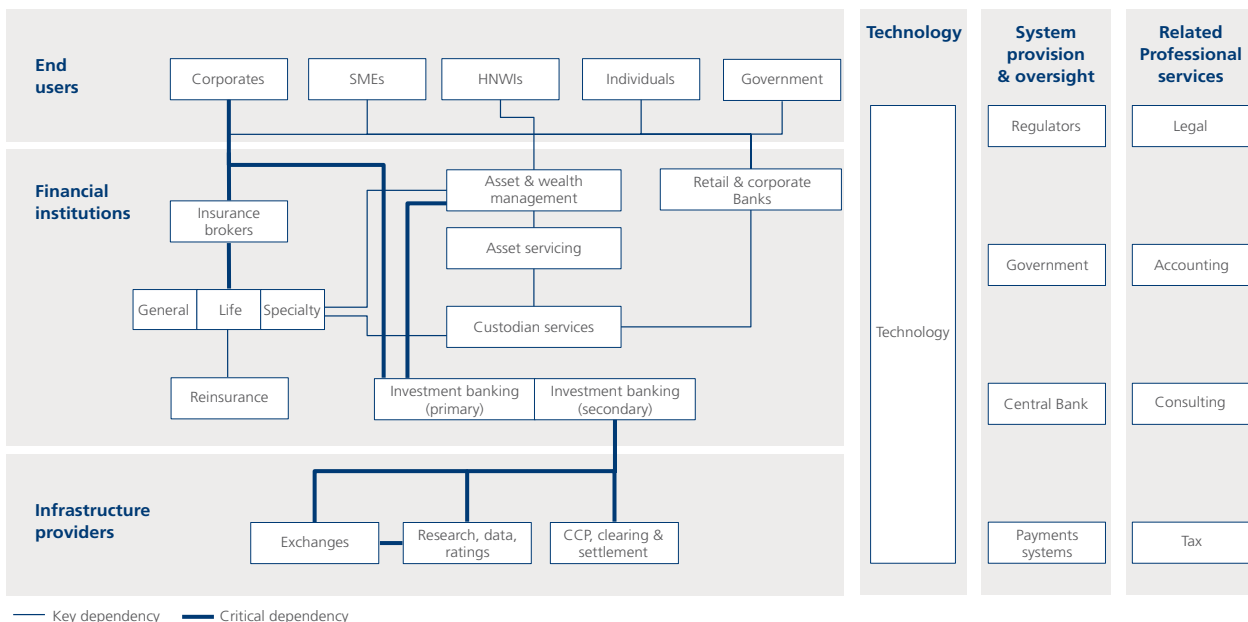 End
users
Corporates
SMEs
HNWIs
Individuals
Government
Financial
institutions
Insurance
brokers
General
Life
Specialty
Reinsurance
Asset & wealth
management
Asset servicing
Custodian services
Retail & corporate
Banks
Investment banking
(primary)
Investment banking
(secondary)
Infrastructure
providers
Exchanges
Research, data,
ratings
CCP, clearing &
settlement
Technology
Technology
System
provision
& oversight
Regulators
Government
Central Bank
Payments
systems
Related
Professional
services
Legal
Accounting
Consulting
Tax
Key dependency
Critical dependency